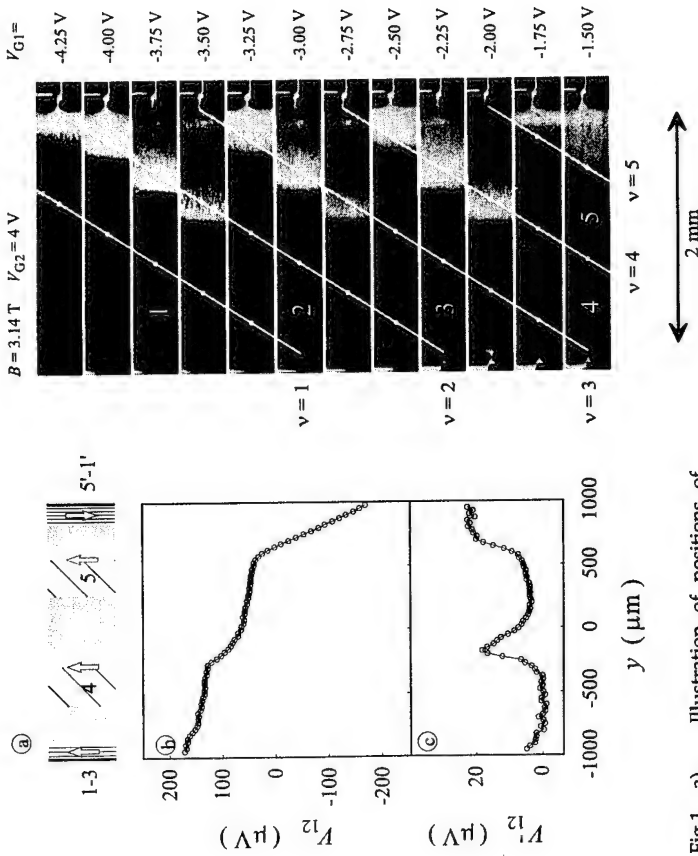 B = 3.14 T   V_G2 = 4 V   V_G1 =
-4.25 V
-4.00 V
-3.75 V
-3.50 V
-3.25 V
-3.00 V
-2.75 V
-2.50 V
-2.25 V
-2.00 V
-1.75 V
-1.50 V
1
2
3
4
5
ν = 1
ν = 2
ν = 3
ν = 4
ν = 5
2 mm
a
1-3
4
5
5'-1'
b
200
100
0
-100
-200
V_12 (μV)
c
20
0
V'_12 (μV)
-1000
-500
0
500
1000
y (μm)
Fig.1 a) Illustration of positions of